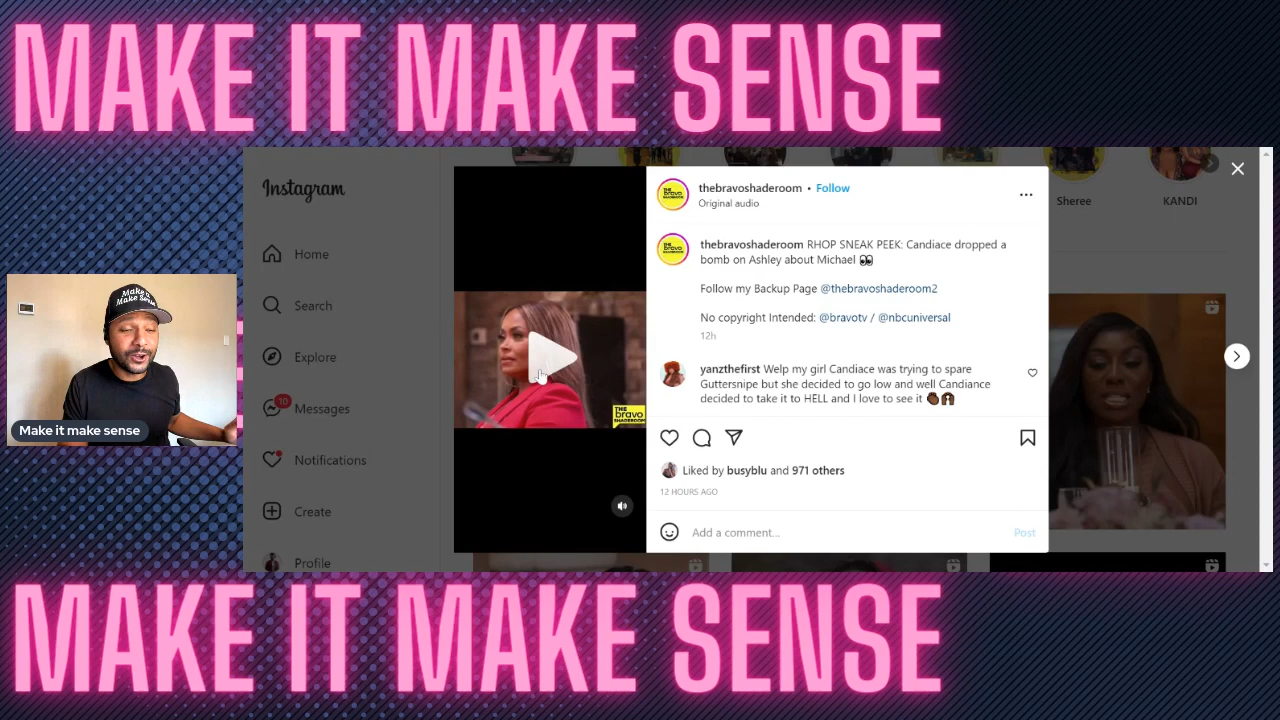 MAKE IT MAKE SENSE
Instagram
Home
Search
Explore
10
Messages
Notifications
Create
Profile
Make it
Make Sense
Make it make sense
THE
bravo
SHADEROOM
thebravoshaderoom • Follow
Original audio
thebravoshaderoom RHOP SNEAK PEEK: Candiace dropped a
bomb on Ashley about Michael 👀
Follow my Backup Page @thebravoshaderoom2
No copyright Intended: @bravotv / @nbcuniversal
12h
yanzthefirst Welp my girl Candiace was trying to spare
Guttersnipe but she decided to go low and well Candiance
decided to take it to HELL and I love to see it
Liked by busyblu and 971 others
12 HOURS AGO
Add a comment...
Post
Sheree
KANDI
MAKE IT MAKE SENSE